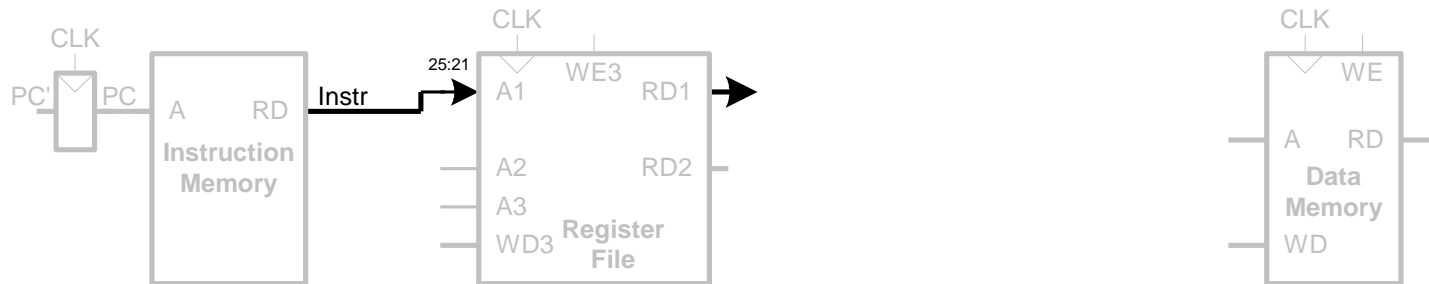 CLK
PC'
PC
A
RD
Instruction
Memory
Instr
25:21
CLK
WE3
A1
RD1
A2
RD2
A3
WD3
Register
File
CLK
WE
A
RD
Data
Memory
WD